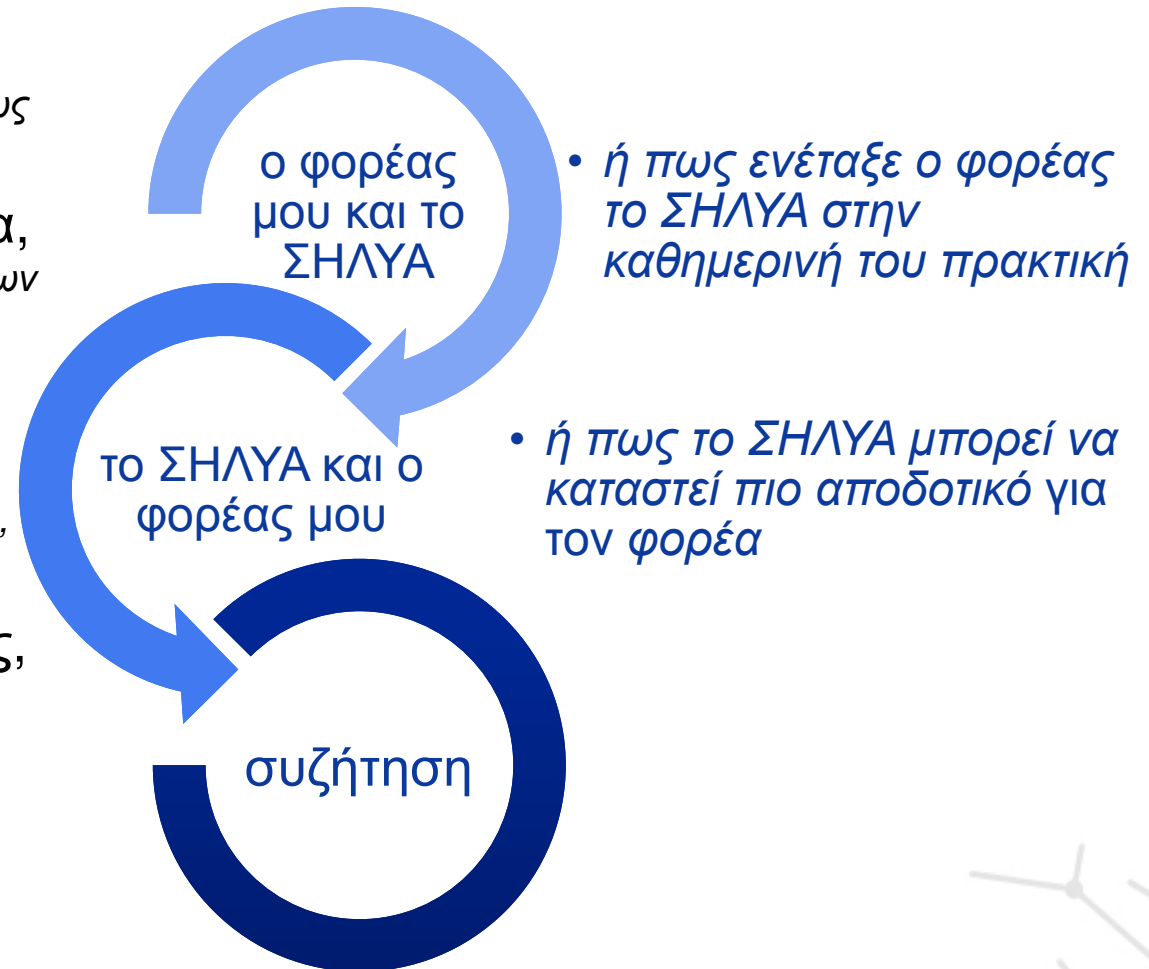 ο φορέας
μου και το
ΣΗΛΥΑ
• ή πως ενέταξε ο φορέας
το ΣΗΛΥΑ στην
καθημερινή του πρακτική
το ΣΗΛΥΑ και ο
φορέας μου
• ή πως το ΣΗΛΥΑ μπορεί να
καταστεί πιο αποδοτικό για
τον φορέα
συζήτηση